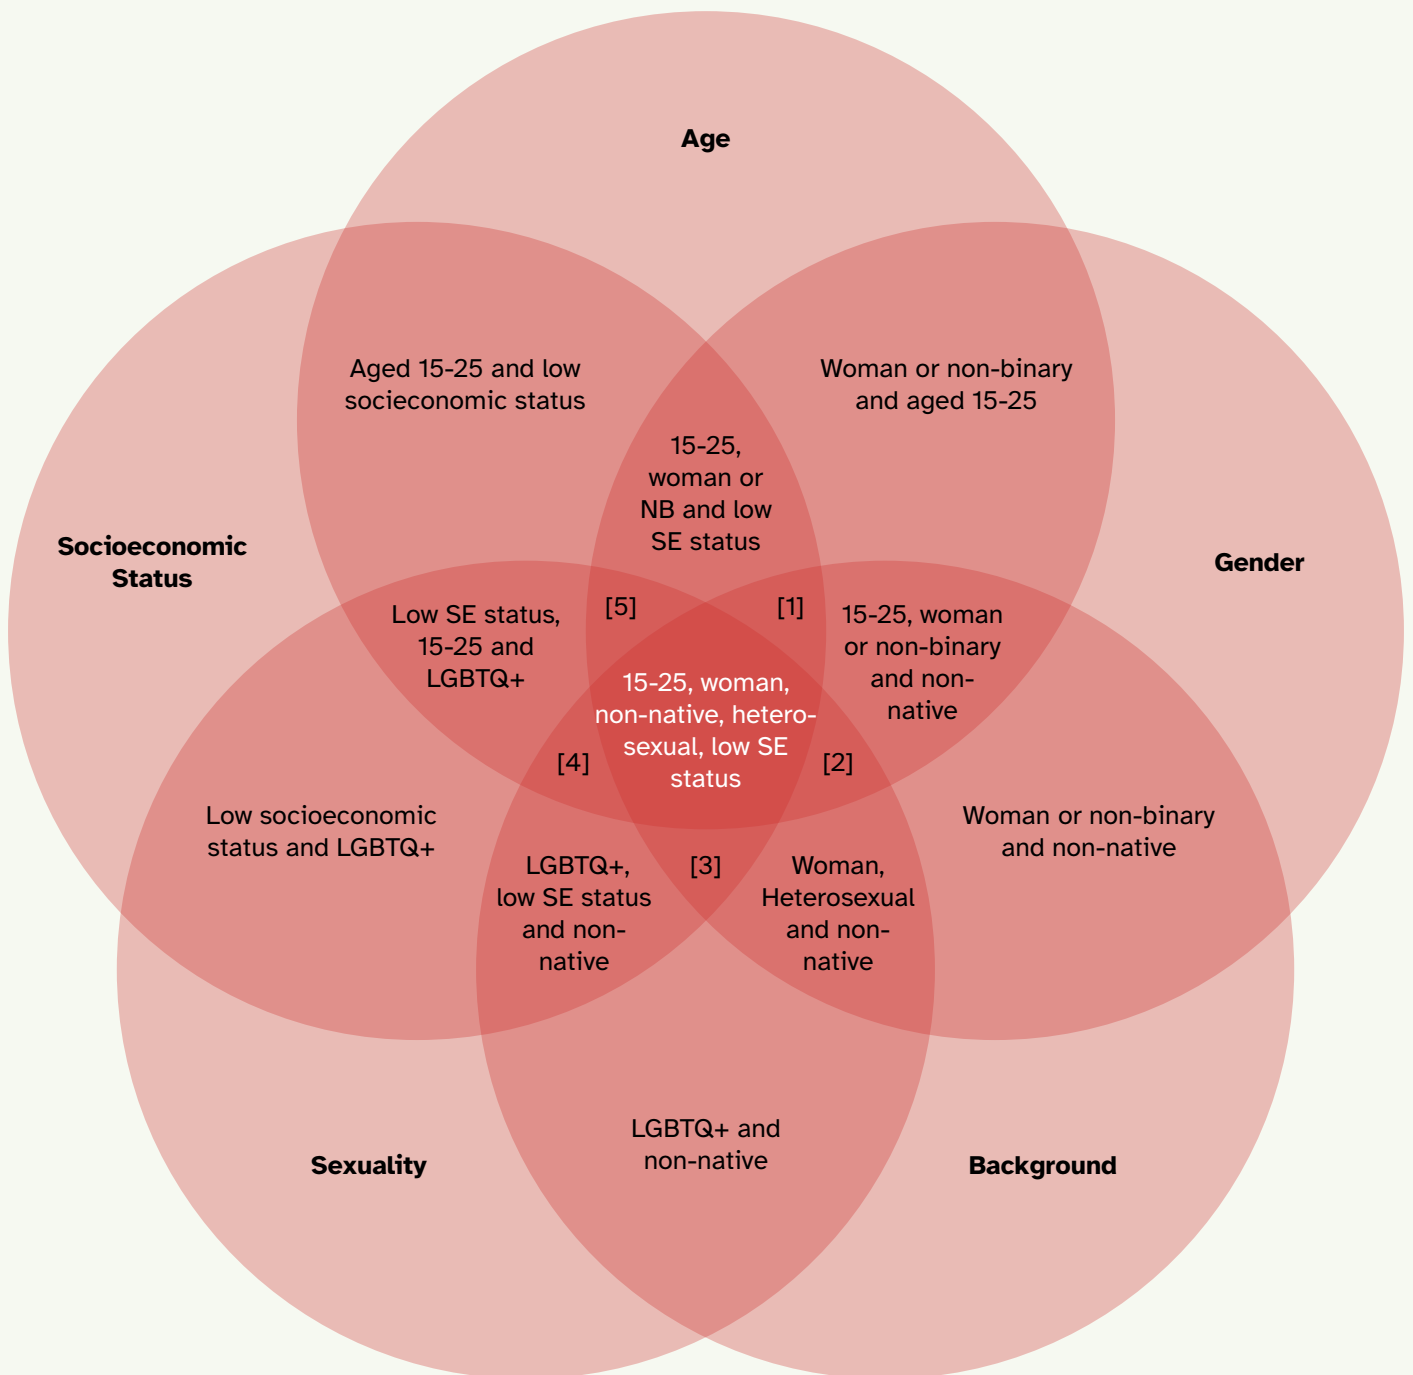 Age
Aged 15-25 and low
socieconomic status
Woman or non-binary
and aged 15-25
15-25,
woman or
NB and low
SE status
Socioeconomic
Status
Gender
Low SE status,
15-25 and
LGBTQ+
[5]
[1]
15-25, woman
or non-binary
and non-
native
15-25, woman,
non-native, hetero-
sexual, low SE
status
[4]
[2]
Low socioeconomic
status and LGBTQ+
Woman or non-binary
and non-native
LGBTQ+,
low SE status
and non-
native
[3]
Woman,
Heterosexual
and non-
native
LGBTQ+ and
non-native
Sexuality
Background